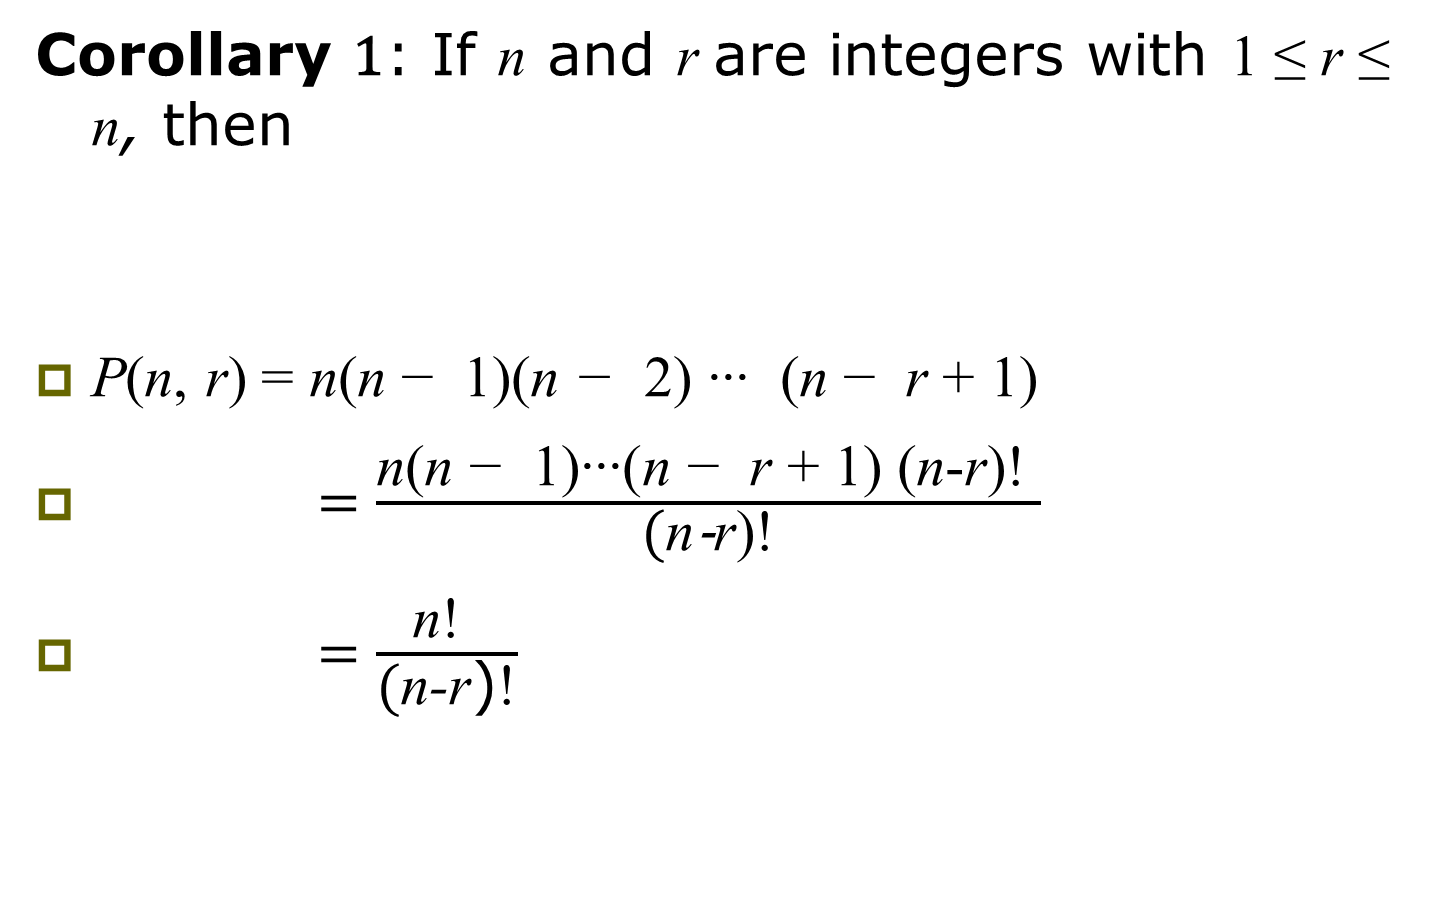 Corollary 1: If n and r are integers with 1 ≤ r ≤
n, then
P(n, r) = n(n − 1)(n − 2) ··· (n − r + 1)
= n(n − 1)···(n − r + 1) (n-r)!
(n-r)!
= n!
(n-r)!